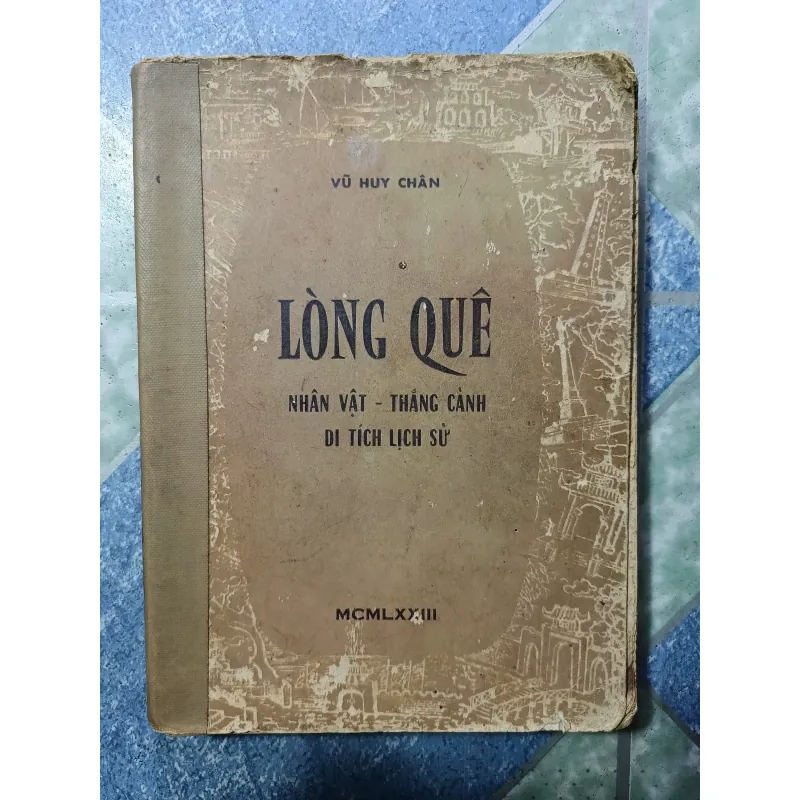 VŨ HUY CHÂN
LÒNG QUÊ
NHÂN VẬT - THẮNG CẢNH
DI TÍCH LỊCH SỬ
MCMLXXIII